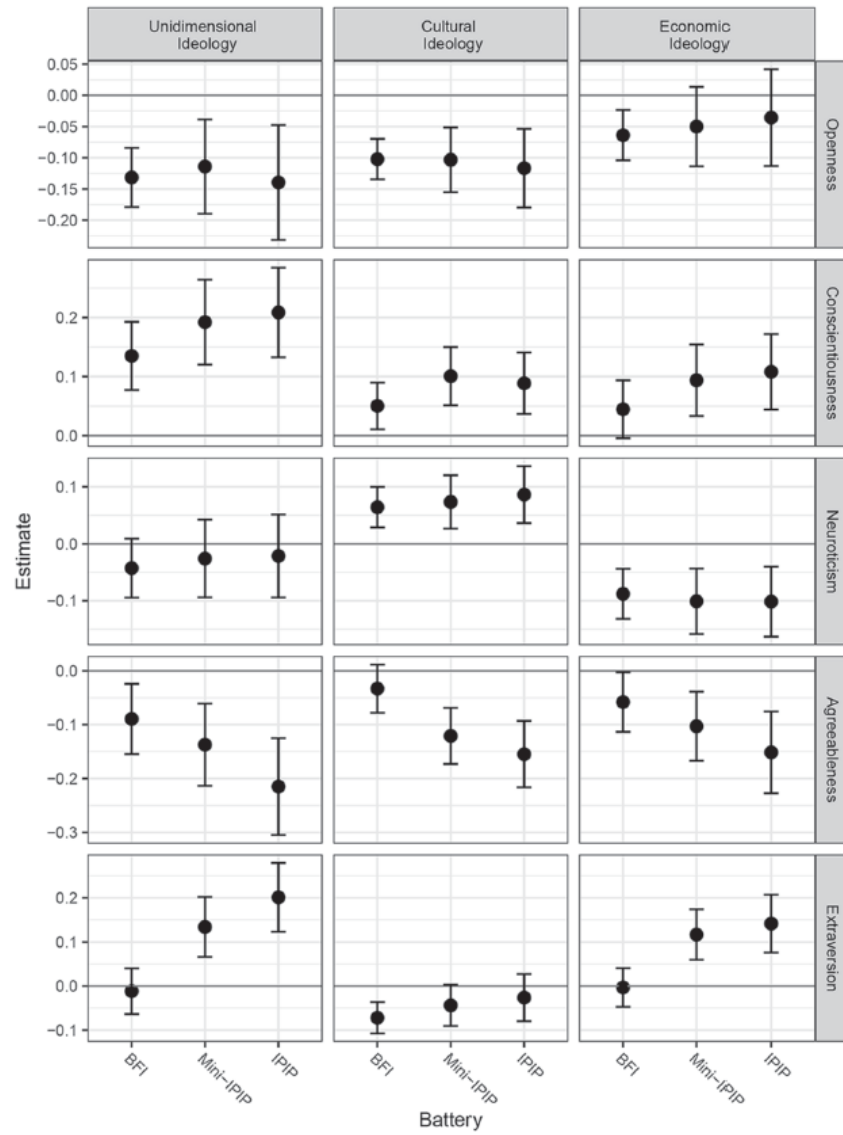 Unidimensional
Ideology
Cultural
Ideology
Economic
Ideology
0.05
0.00
−0.05
−0.10
−0.15
−0.20
Openness
0.2
0.1
0.0
Conscientiousness
0.1
0.0
−0.1
Neuroticism
Estimate
0.0
−0.1
−0.2
−0.3
Agreeableness
0.2
0.1
0.0
−0.1
Extraversion
BFI
Mini−IPIP
IPIP
BFI
Mini−IPIP
IPIP
BFI
Mini−IPIP
IPIP
Battery